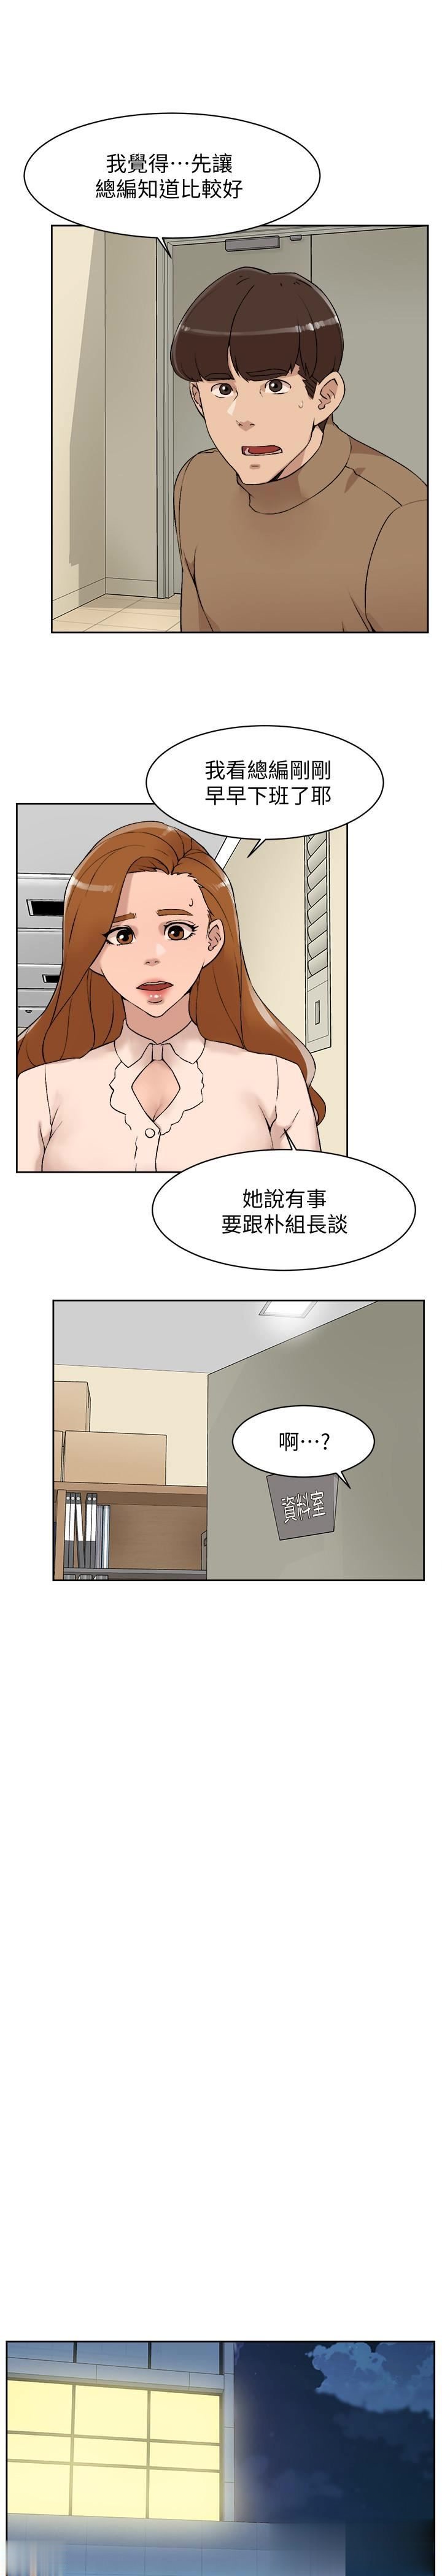 我覺得⋯先讓
總編知道比較好
我看總編剛剛
早早下班了耶
她說有事
要跟朴組長談
啊⋯?
資料室